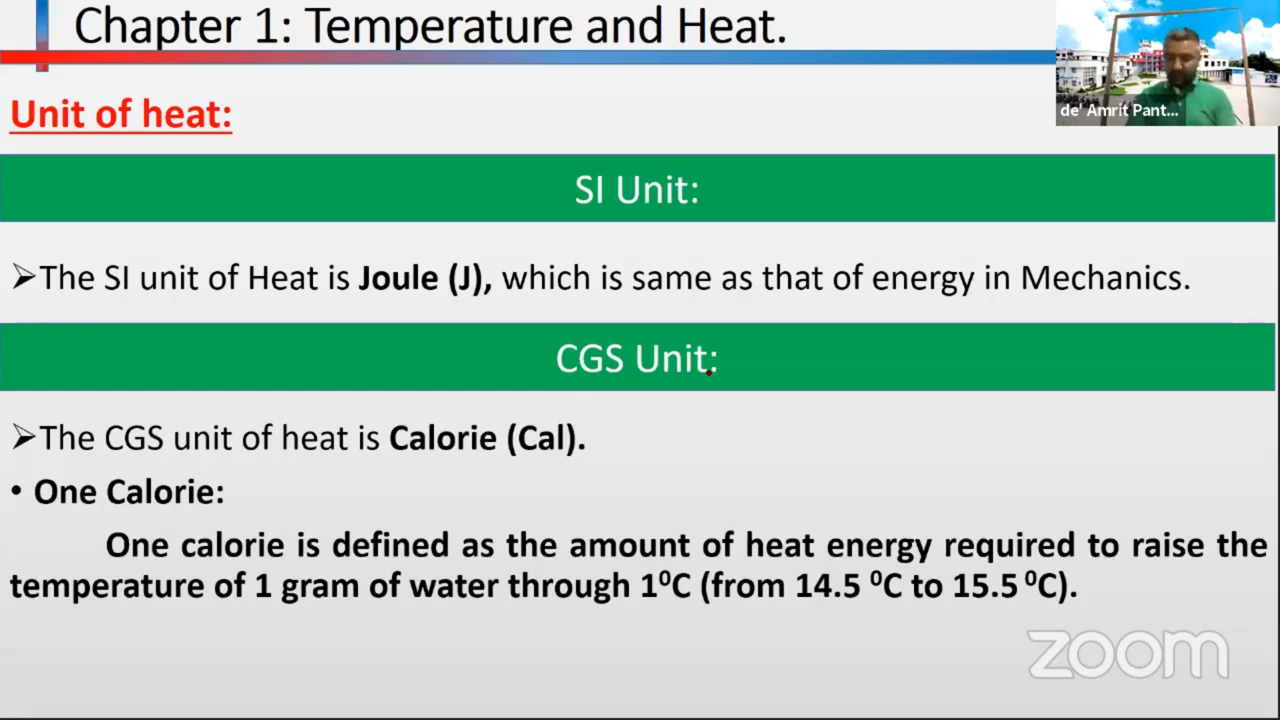 Chapter 1: Temperature and Heat.
de' Amrit Pant...
Unit of heat:
SI Unit:
➢The SI unit of Heat is Joule (J), which is same as that of energy in Mechanics.
CGS Unit:
➢The CGS unit of heat is Calorie (Cal).
• One Calorie:
One calorie is defined as the amount of heat energy required to raise the
temperature of 1 gram of water through 1⁰C (from 14.5 ⁰C to 15.5 ⁰C).
zoom